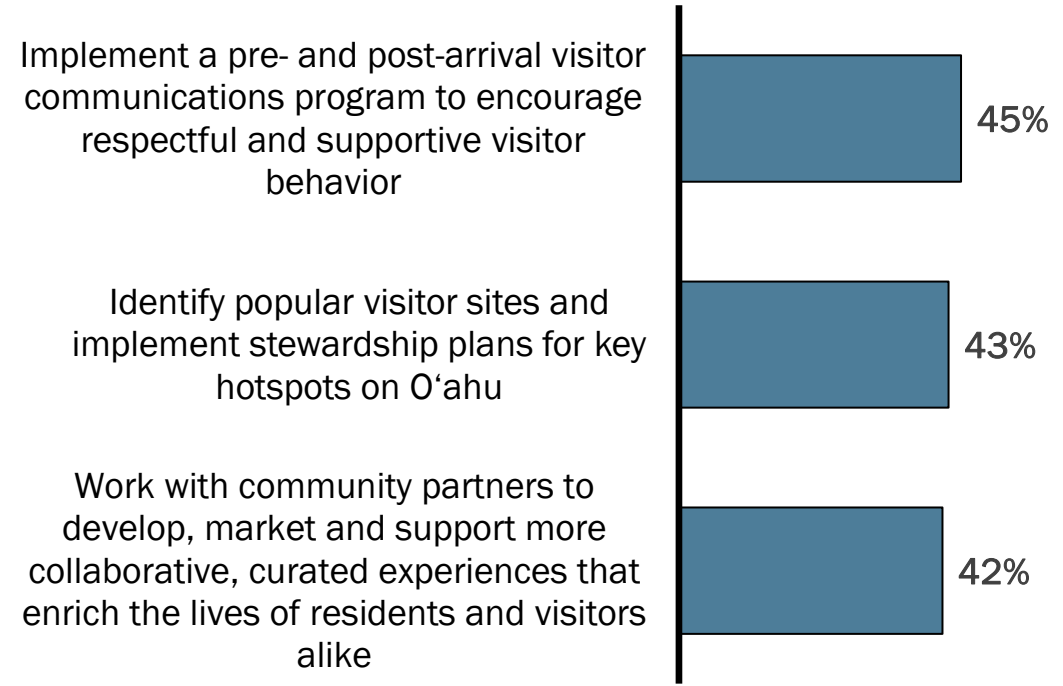 Implement a pre- and post-arrival visitor
communications program to encourage
respectful and supportive visitor
behavior
45%
Identify popular visitor sites and
implement stewardship plans for key
hotspots on O‘ahu
43%
Work with community partners to
develop, market and support more
collaborative, curated experiences that
enrich the lives of residents and visitors
alike
42%